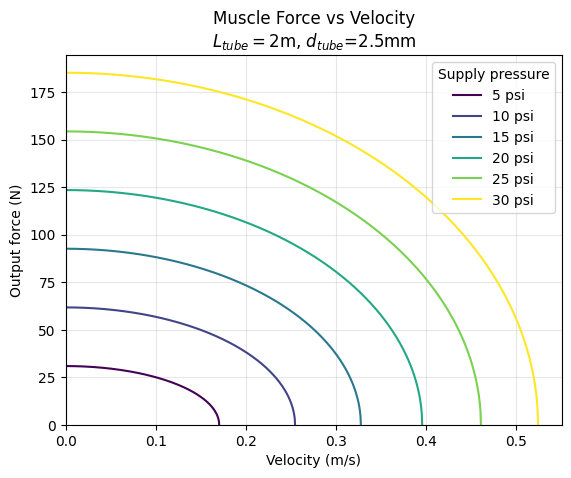 Muscle Force vs Velocity
L_tube = 2m, d_tube=2.5mm
Supply pressure
5 psi
10 psi
15 psi
20 psi
25 psi
30 psi
Output force (N)
175
150
125
100
75
50
25
0
0.0 0.1 0.2 0.3 0.4 0.5
Velocity (m/s)